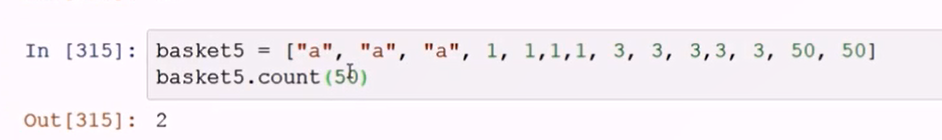 In [315]: basket5 = ["a", "a", "a", 1, 1,1,1, 3, 3, 3,3, 3, 50, 50]
basket5.count(50)
Out[315]: 2